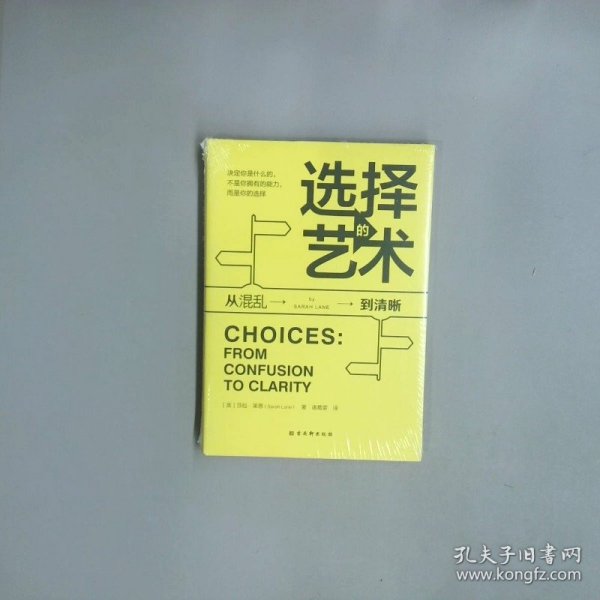 决定你是什么的，
不是你拥有的能力，
而是你的选择
选择
的
艺术
从混乱
by
SARAH LANE
到清晰
CHOICES:
FROM
CONFUSION
TO CLARITY
孔夫子旧书网
www.kongfz.com